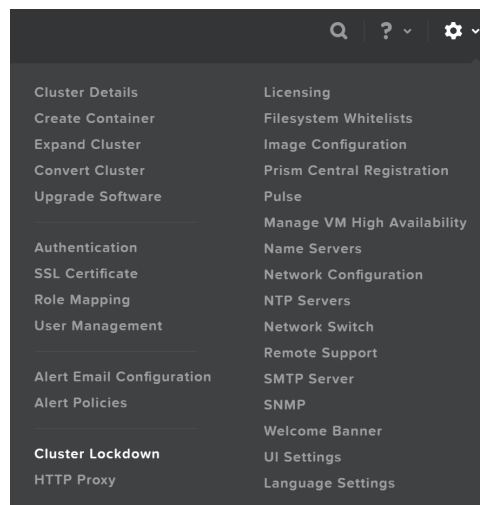 ?
Cluster Details
Create Container
Expand Cluster
Convert Cluster
Upgrade Software
Authentication
SSL Certificate
Role Mapping
User Management
Alert Email Configuration
Alert Policies
Cluster Lockdown
HTTP Proxy
Licensing
Filesystem Whitelists
Image Configuration
Prism Central Registration
Pulse
Manage VM High Availability
Name Servers
Network Configuration
NTP Servers
Network Switch
Remote Support
SMTP Server
SNMP
Welcome Banner
UI Settings
Language Settings